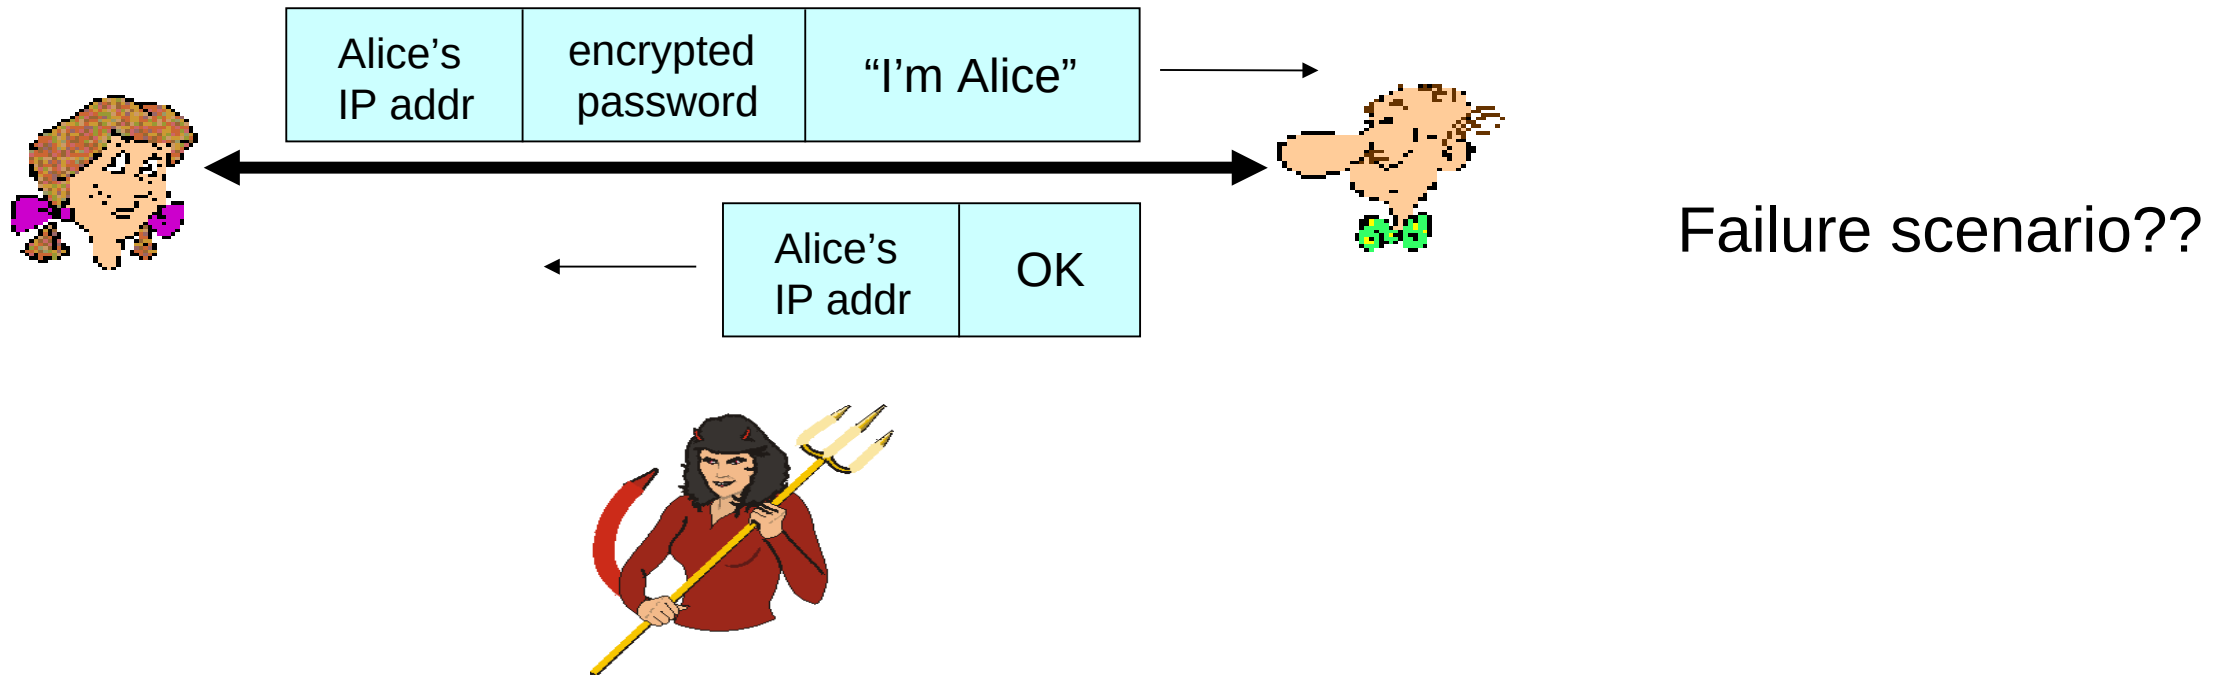 Alice’s
IP addr
encrypted
password
“I’m Alice”
Alice’s
IP addr
OK
Failure scenario??